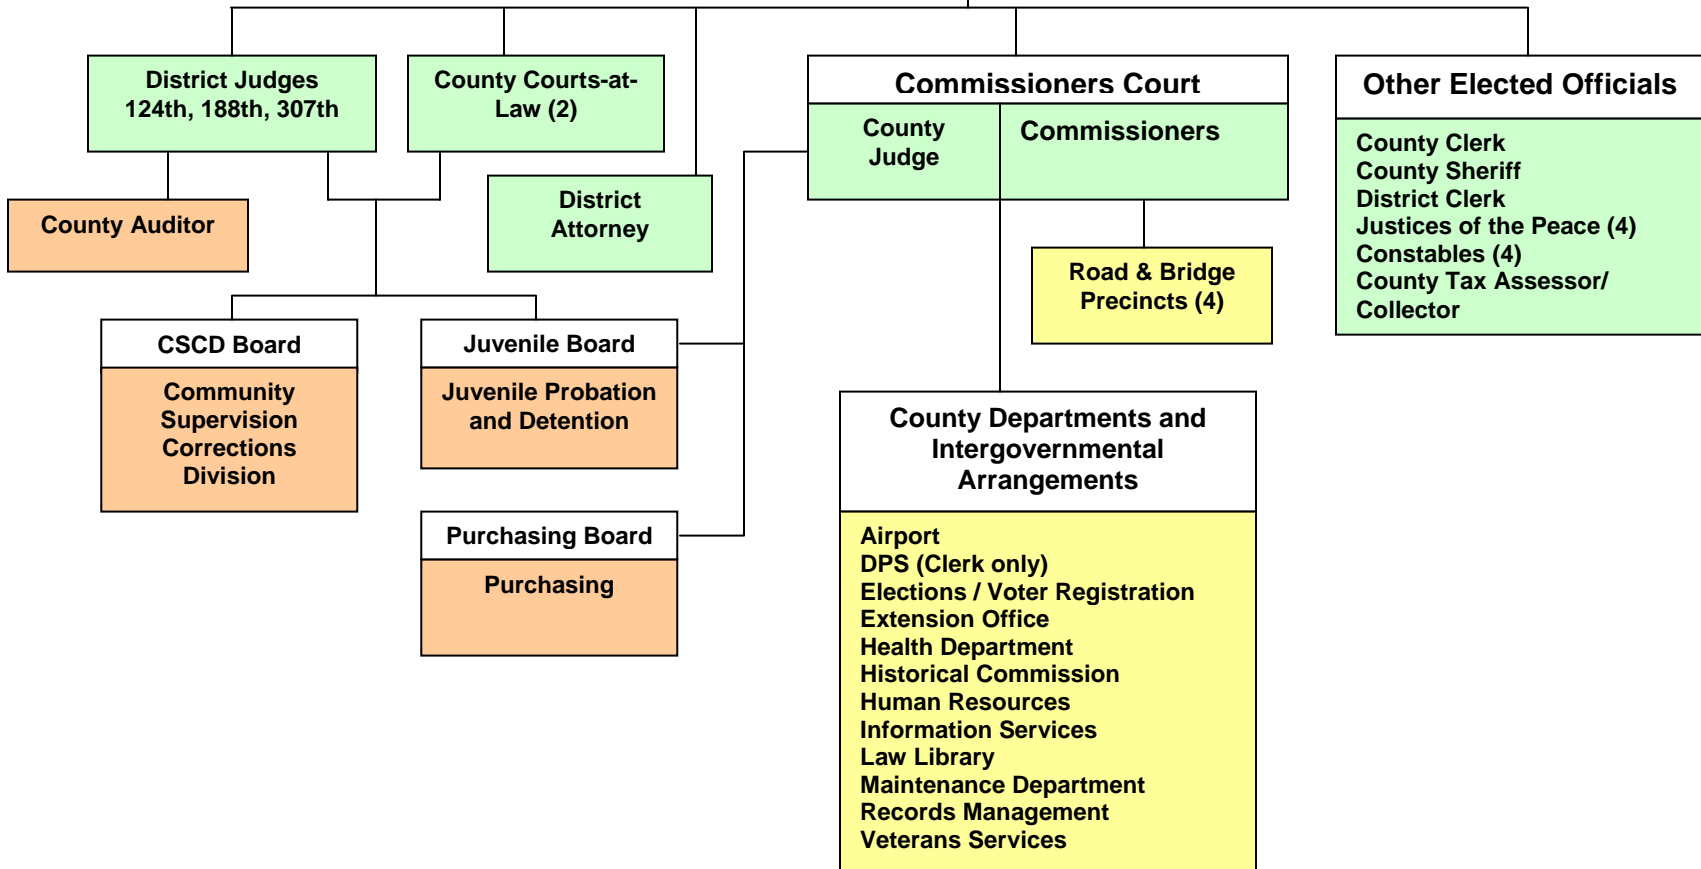 District Judges
124th, 188th, 307th
County Courts-at-
Law (2)
Commissioners Court
County
Judge
Commissioners
Other Elected Officials
County Clerk
County Sheriff
District Clerk
Justices of the Peace (4)
Constables (4)
County Tax Assessor/
Collector
County Auditor
District
Attorney
Road & Bridge
Precincts (4)
CSCD Board
Community
Supervision
Corrections
Division
Juvenile Board
Juvenile Probation
and Detention
Purchasing Board
Purchasing
County Departments and
Intergovernmental
Arrangements
Airport
DPS (Clerk only)
Elections / Voter Registration
Extension Office
Health Department
Historical Commission
Human Resources
Information Services
Law Library
Maintenance Department
Records Management
Veterans Services